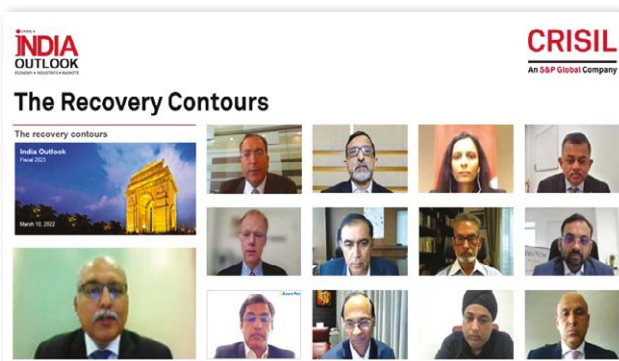 INDIA
OUTLOOK
ECONOMY • INDUSTRIES • MARKETS
CRISIL
An S&P Global Company
The Recovery Contours
The recovery contours
India Outlook
Fiscal 2023
March 10, 2022